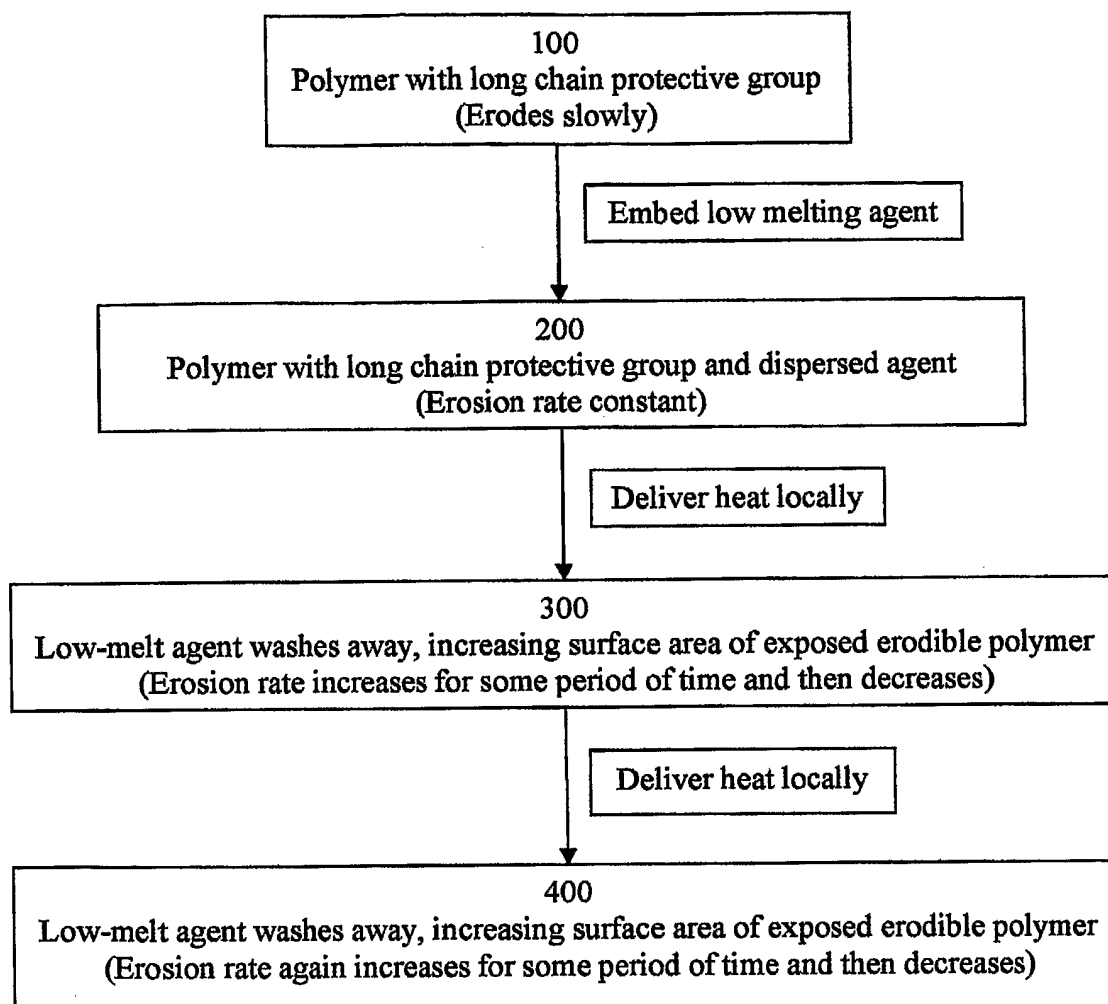 100
Polymer with long chain protective group
(Erodes slowly)
Embed low melting agent
200
Polymer with long chain protective group and dispersed agent
(Erosion rate constant)
Deliver heat locally
300
Low-melt agent washes away, increasing surface area of exposed erodible polymer
(Erosion rate increases for some period of time and then decreases)
Deliver heat locally
400
Low-melt agent washes away, increasing surface area of exposed erodible polymer
(Erosion rate again increases for some period of time and then decreases)